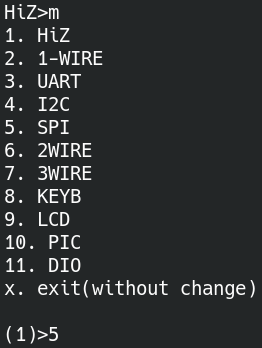 HiZ>m
1. HiZ
2. 1-WIRE
3. UART
4. I2C
5. SPI
6. 2WIRE
7. 3WIRE
8. KEYB
9. LCD
10. PIC
11. DIO
x. exit(without change)
(1)>5